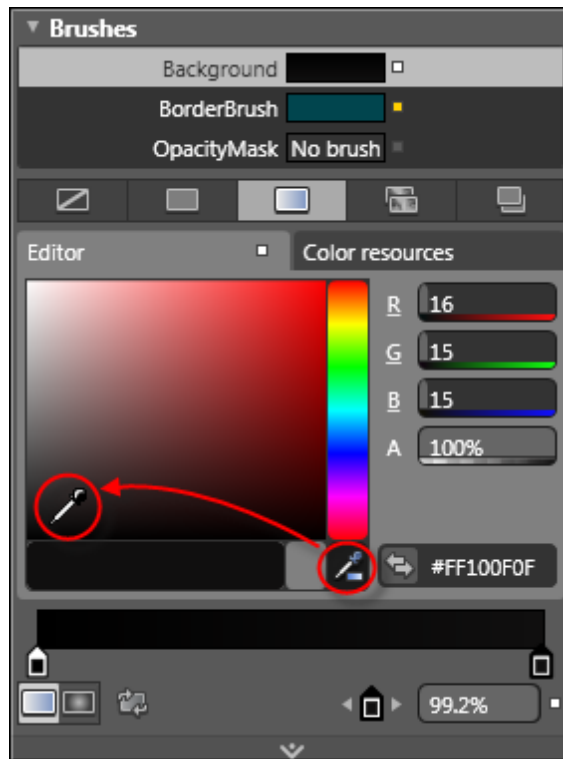 Brushes
Background
BorderBrush
OpacityMask No brush
Editor Color resources
R 16
G 15
B 15
A 100%
#FF100F0F
99.2%